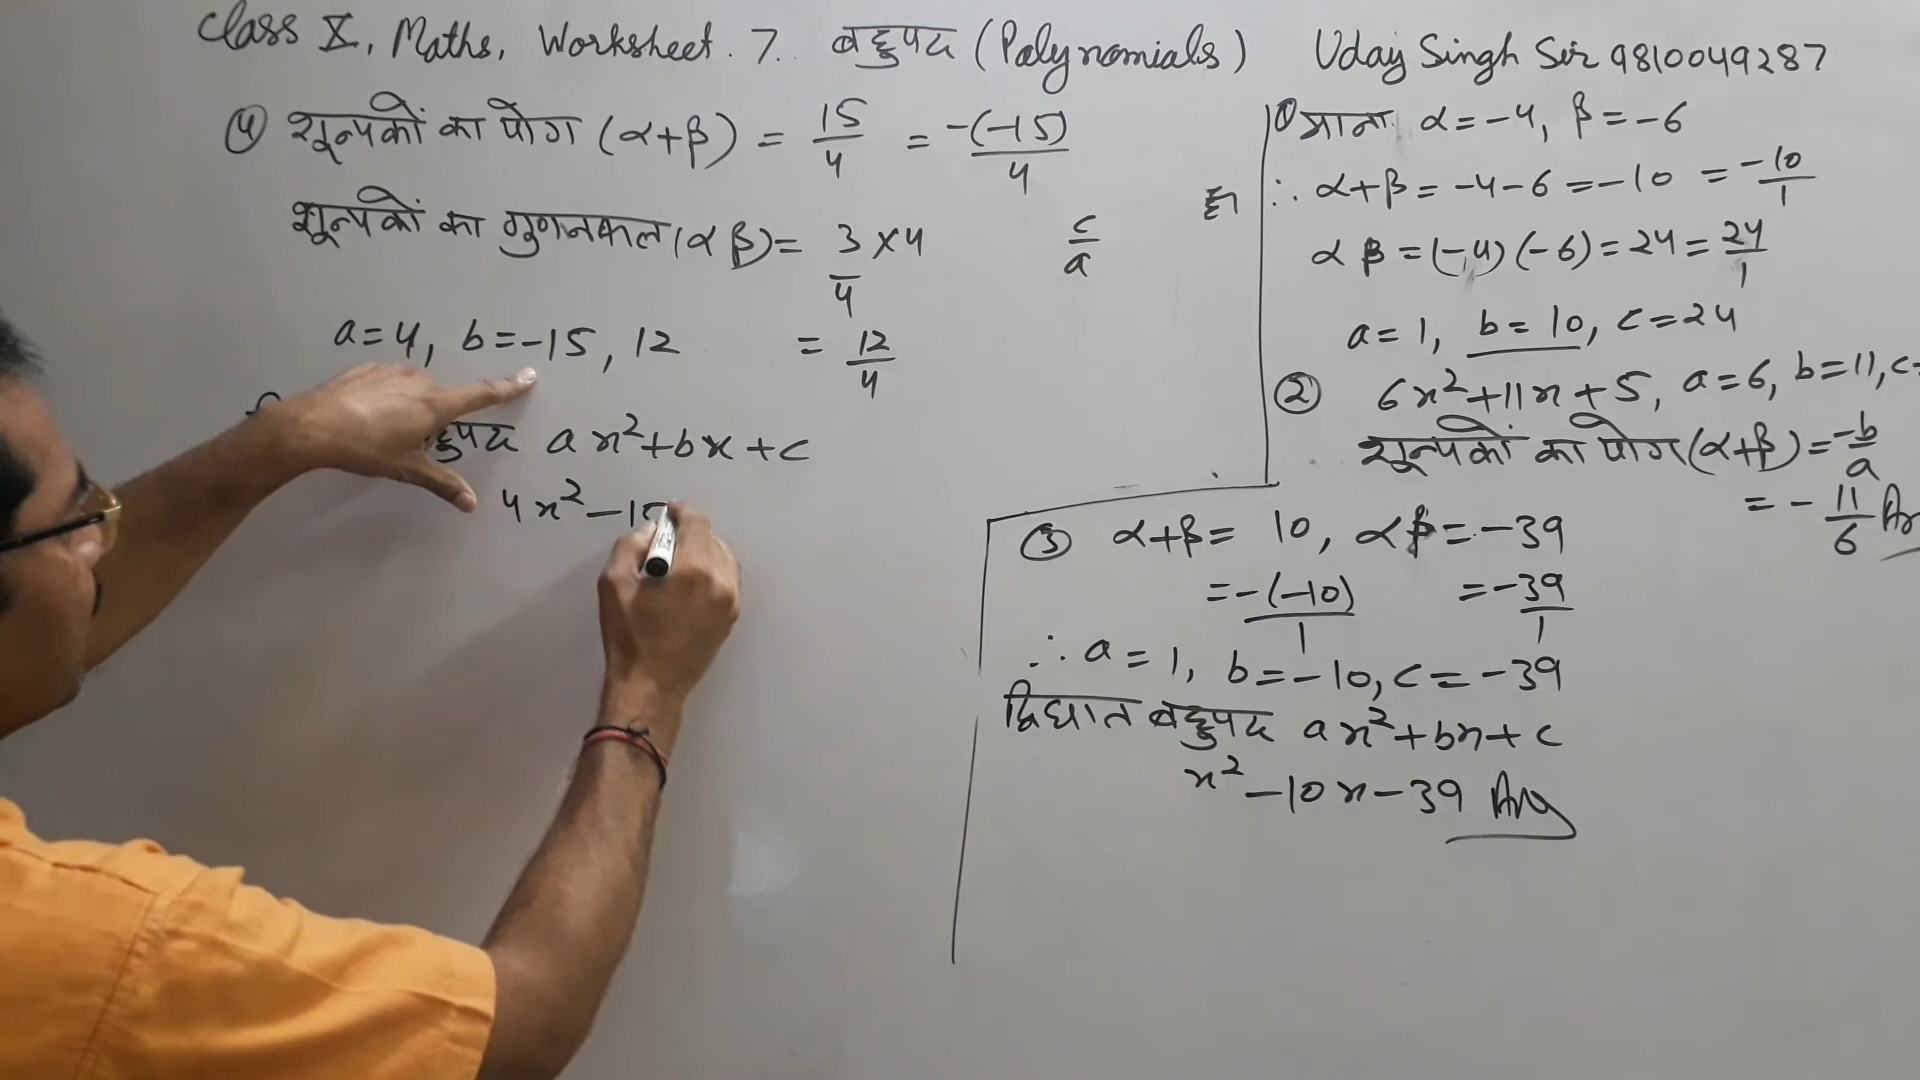 Class X, Maths, Worksheet. 7. बहुपद (Polynomials) Uday Singh Sir 9810049287
④ शून्यकों का योग (α+β) = 15/4 = -(-15)/4
शून्यकों का गुणनफल (αβ) = 3/4 × 4
c/a
a=4, b=-15, 12 = 12/4
बहुपद ax²+bx+c
4x²-15
① माना α=-4, β=-6
∴ α+β = -4-6 = -10 = -10/1
αβ = (-4)(-6) = 24 = 24/1
a=1, b=10, c=24
② 6x²+11x+5, a=6, b=11, c=
शून्यकों का योग (α+β) = -b/a
= -11/6 An
③ α+β = 10, αβ = -39
= -(-10)/1 = -39/1
∴ a=1, b=-10, c=-39
द्विघात बहुपद ax²+bx+c
x²-10x-39 Ans